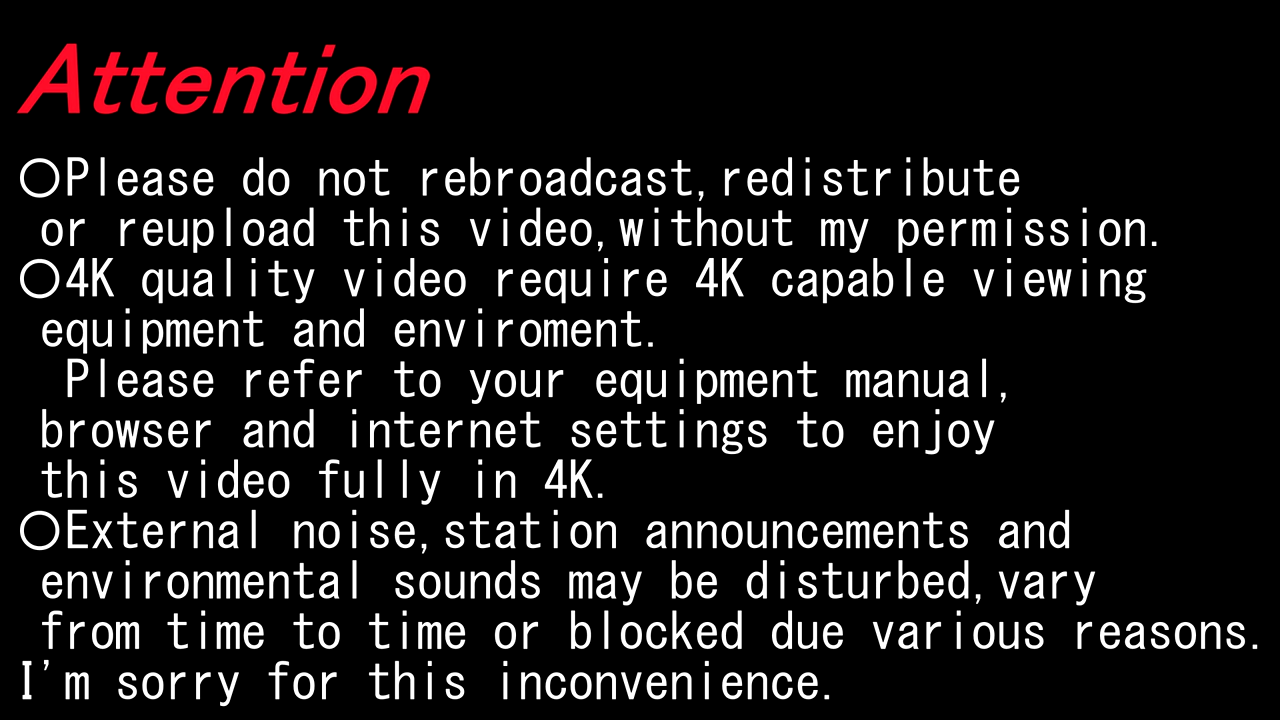 Attention
○Please do not rebroadcast,redistribute
or reupload this video,without my permission.
○4K quality video require 4K capable viewing
equipment and enviroment.
Please refer to your equipment manual,
browser and internet settings to enjoy
this video fully in 4K.
○External noise,station announcements and
environmental sounds may be disturbed,vary
from time to time or blocked due various reasons.
I'm sorry for this inconvenience.